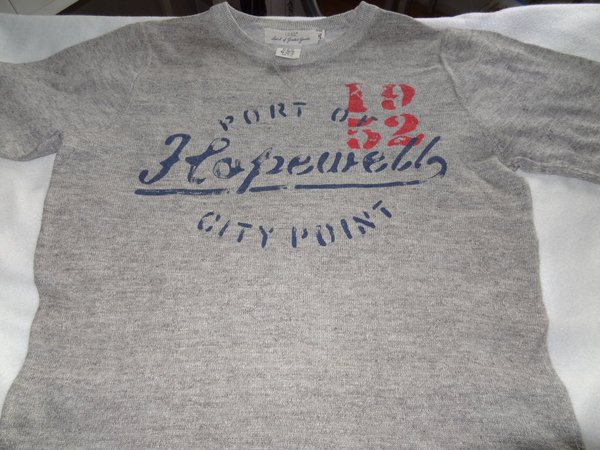 19
52
PORT OF
Hopewell
CITY POINT